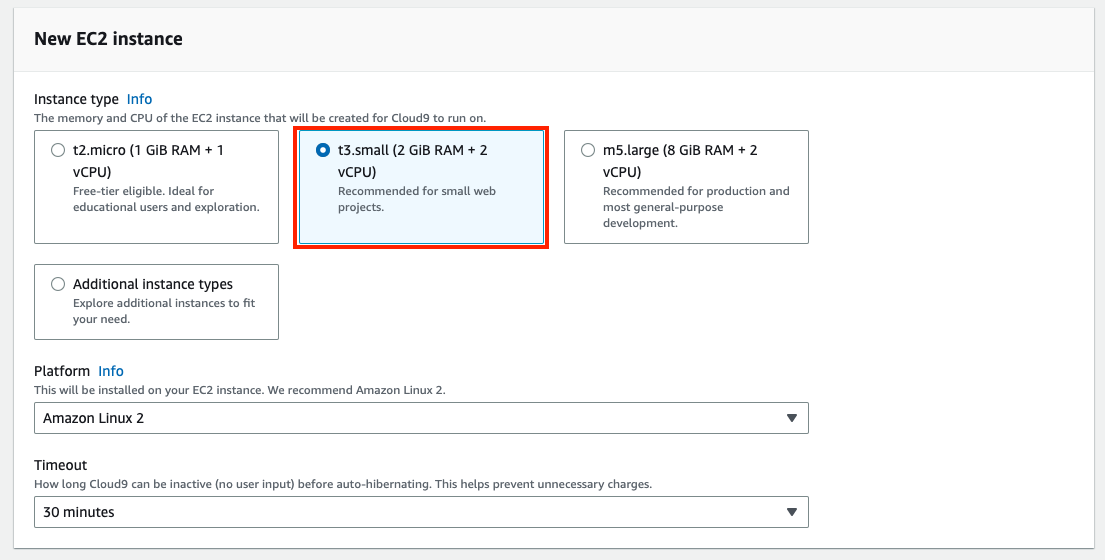 New EC2 instance
Instance type Info
The memory and CPU of the EC2 instance that will be created for Cloud9 to run on.
t2.micro (1 GiB RAM + 1
vCPU)
Free-tier eligible. Ideal for
educational users and exploration.
t3.small (2 GiB RAM + 2
vCPU)
Recommended for small web
projects.
m5.large (8 GiB RAM + 2
vCPU)
Recommended for production and
most general-purpose
development.
Additional instance types
Explore additional instances to fit
your need.
Platform Info
This will be installed on your EC2 instance. We recommend Amazon Linux 2.
Amazon Linux 2
Timeout
How long Cloud9 can be inactive (no user input) before auto-hibernating. This helps prevent unnecessary charges.
30 minutes